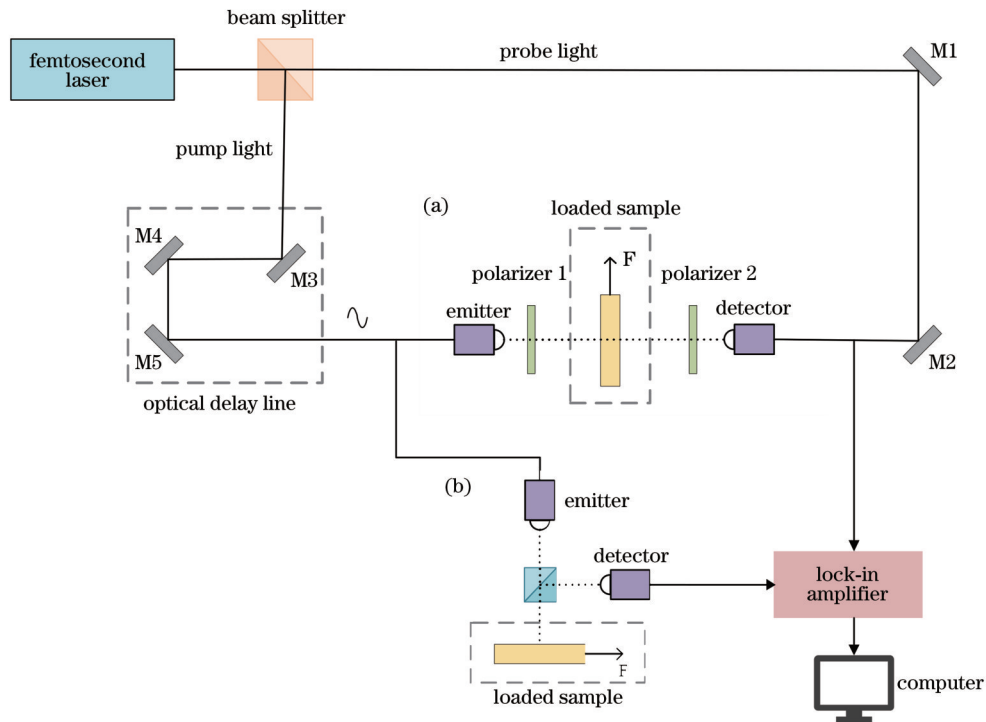 beam splitter
femtosecond
laser
probe light
M1
pump light
(a)
loaded sample
M4
M3
F
polarizer 1
polarizer 2
emitter
detector
M5
M2
optical delay line
(b)
emitter
detector
lock-in
amplifier
F
loaded sample
computer